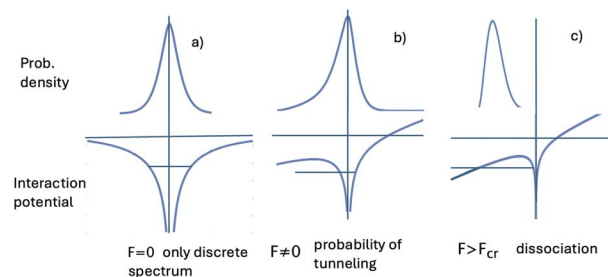 a)
b)
c)
Prob.
density
Interaction
potential
F=0 only discrete
spectrum
F≠0 probability of
tunneling
F>Fcr dissociation